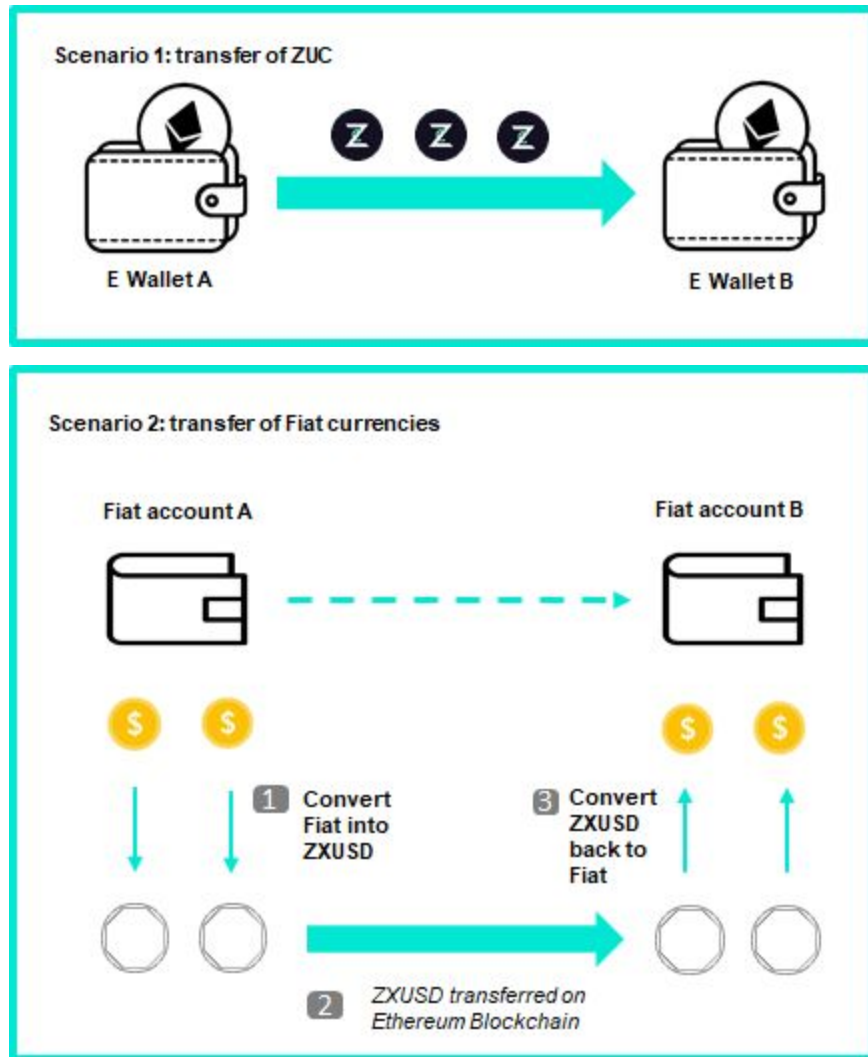 Scenario 1: transfer of ZUC
Z Z Z
E Wallet A
E Wallet B
Scenario 2: transfer of Fiat currencies
Fiat account A
Fiat account B
$ $
$ $
1 Convert
Fiat into
ZXUSD
3 Convert
ZXUSD
back to
Fiat
2 ZXUSD transferred on
Ethereum Blockchain